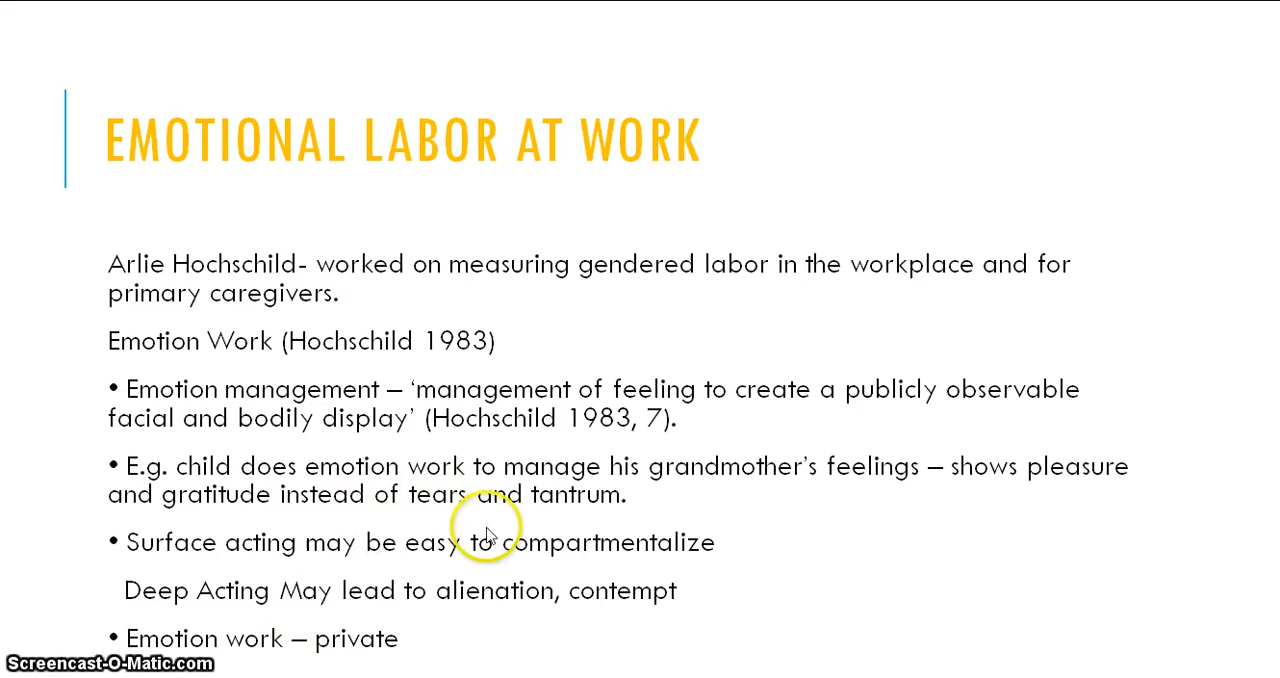 EMOTIONAL LABOR AT WORK
Arlie Hochschild- worked on measuring gendered labor in the workplace and for
primary caregivers.
Emotion Work (Hochschild 1983)
• Emotion management – ‘management of feeling to create a publicly observable
facial and bodily display’ (Hochschild 1983, 7).
• E.g. child does emotion work to manage his grandmother’s feelings – shows pleasure
and gratitude instead of tears and tantrum.
• Surface acting may be easy to compartmentalize
Deep Acting May lead to alienation, contempt
• Emotion work – private
Screencast-O-Matic.com